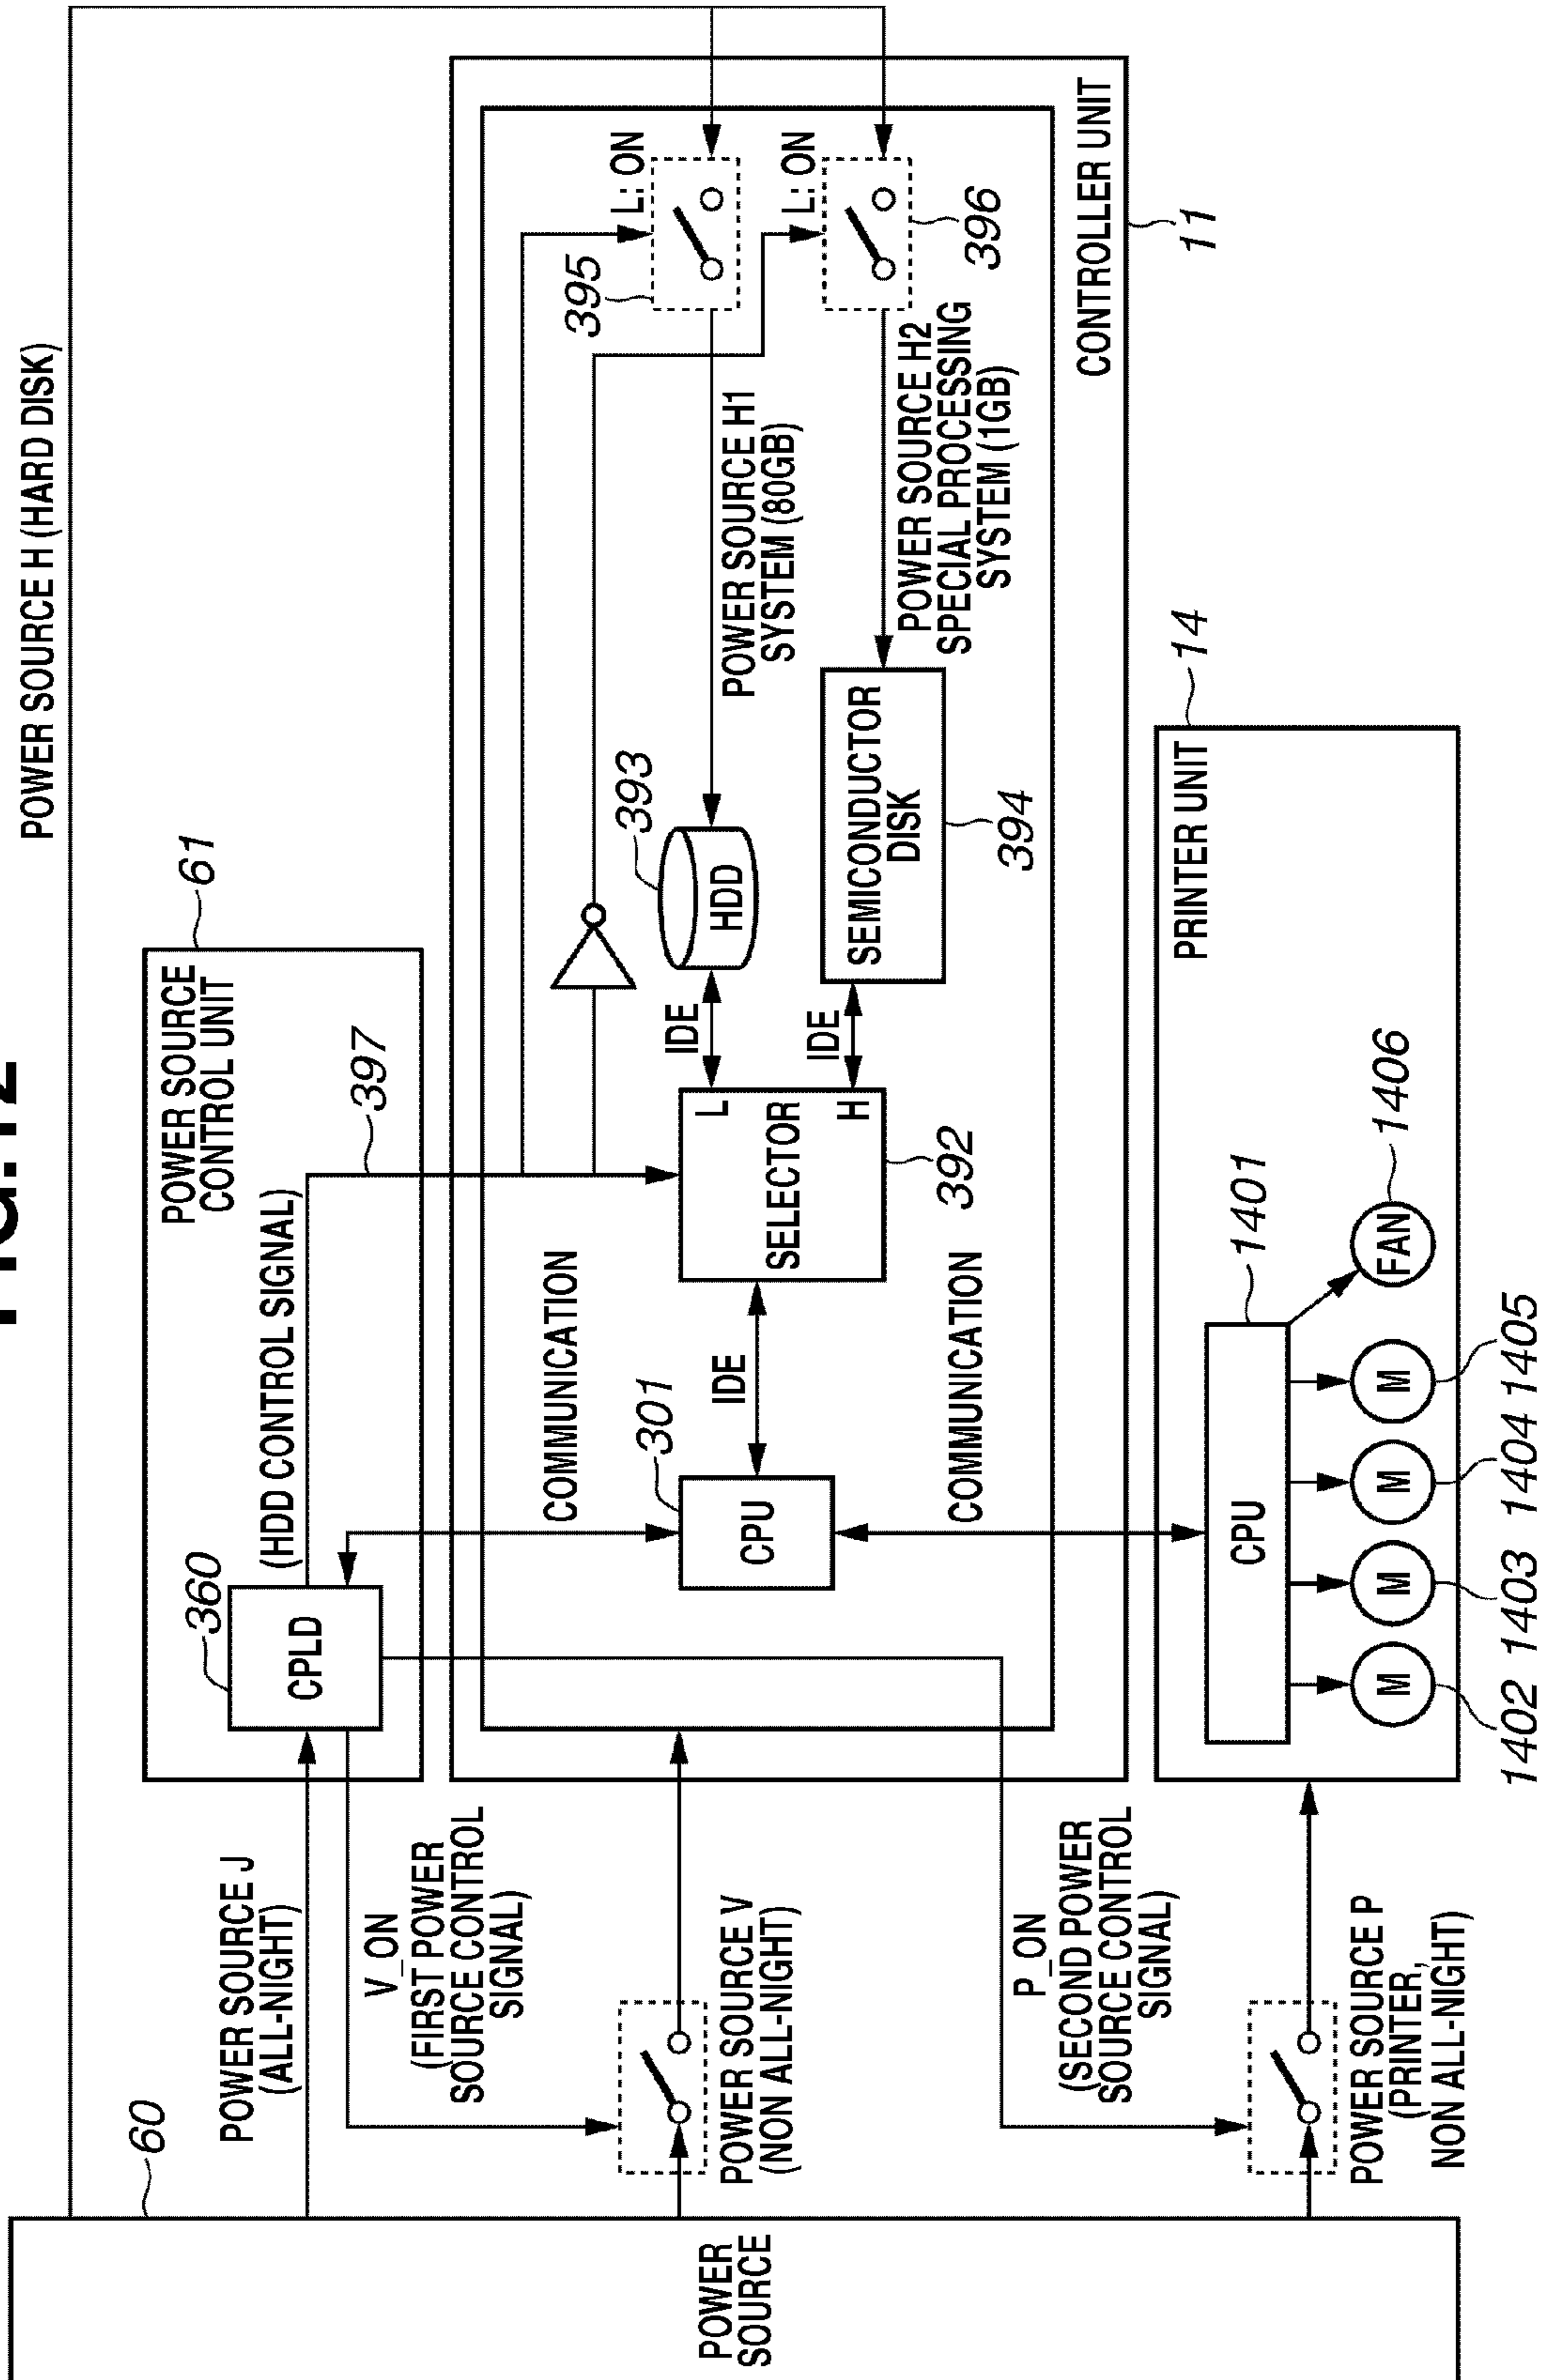 POWER SOURCE H (HARD DISK)
60
POWER
SOURCE
POWER SOURCE J
(ALL-NIGHT)
V_ON
(FIRST POWER
SOURCE CONTROL
SIGNAL)
POWER SOURCE V
(NON ALL-NIGHT)
P_ON
(SECOND POWER
SOURCE CONTROL
SIGNAL)
POWER SOURCE P
(PRINTER,
NON ALL-NIGHT)
POWER SOURCE
CONTROL UNIT
61
360
CPLD
(HDD CONTROL SIGNAL)
397
COMMUNICATION
301
CPU
IDE
COMMUNICATION
SELECTOR
L
H
392
IDE
IDE
393
HDD
SEMICONDUCTOR
DISK
394
POWER SOURCE H1
SYSTEM (80GB)
POWER SOURCE H2
SPECIAL PROCESSING
SYSTEM (1GB)
395
L: ON
L: ON
396
CONTROLLER UNIT
11
PRINTER UNIT
14
CPU
1401
M
M
M
M
FAN
1406
1402
1403
1404
1405